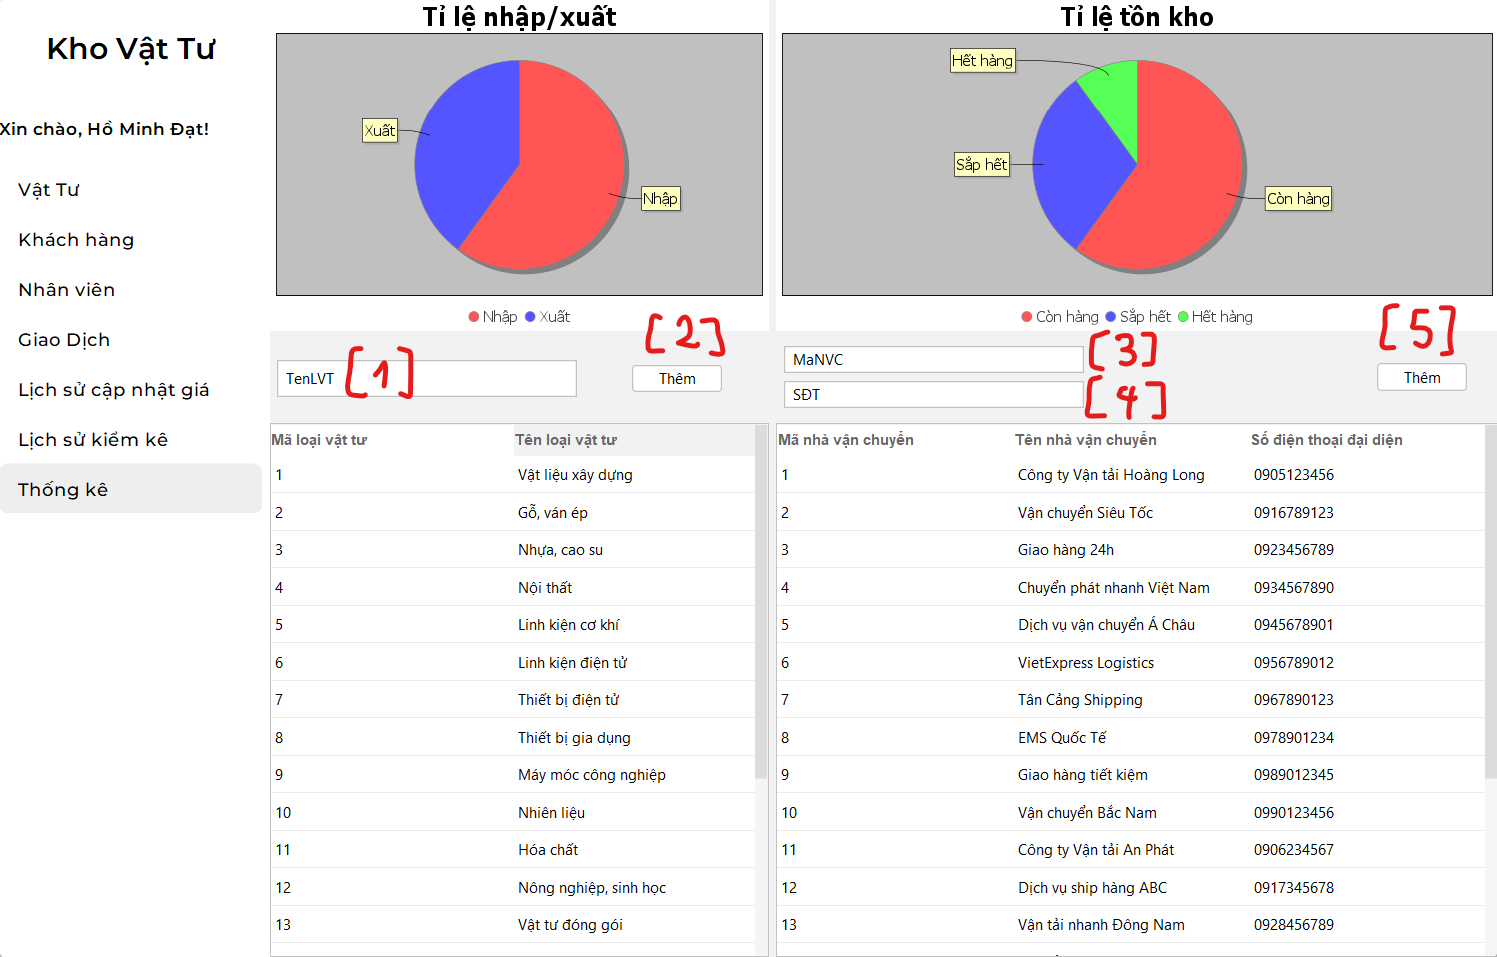 Kho Vật Tư
Xin chào, Hồ Minh Đạt!
Vật Tư
Khách hàng
Nhân viên
Giao Dịch
Lịch sử cập nhật giá
Lịch sử kiểm kê
Thống kê
Tỉ lệ nhập/xuất
Xuất
Nhập
Nhập Xuất
Tỉ lệ tồn kho
Hết hàng
Sắp hết
Còn hàng
Còn hàng Sắp hết Hết hàng
TenLVT [1]
[2]
Thêm
MaNVC [3]
SĐT [4]
[5]
Thêm
Mã loại vật tư Tên loại vật tư
1 Vật liệu xây dựng
2 Gỗ, ván ép
3 Nhựa, cao su
4 Nội thất
5 Linh kiện cơ khí
6 Linh kiện điện tử
7 Thiết bị điện tử
8 Thiết bị gia dụng
9 Máy móc công nghiệp
10 Nhiên liệu
11 Hóa chất
12 Nông nghiệp, sinh học
13 Vật tư đóng gói
Mã nhà vận chuyển Tên nhà vận chuyển Số điện thoại đại diện
1 Công ty Vận tải Hoàng Long 0905123456
2 Vận chuyển Siêu Tốc 0916789123
3 Giao hàng 24h 0923456789
4 Chuyển phát nhanh Việt Nam 0934567890
5 Dịch vụ vận chuyển Á Châu 0945678901
6 VietExpress Logistics 0956789012
7 Tân Cảng Shipping 0967890123
8 EMS Quốc Tế 0978901234
9 Giao hàng tiết kiệm 0989012345
10 Vận chuyển Bắc Nam 0990123456
11 Công ty Vận tải An Phát 0906234567
12 Dịch vụ ship hàng ABC 0917345678
13 Vận tải nhanh Đông Nam 0928456789